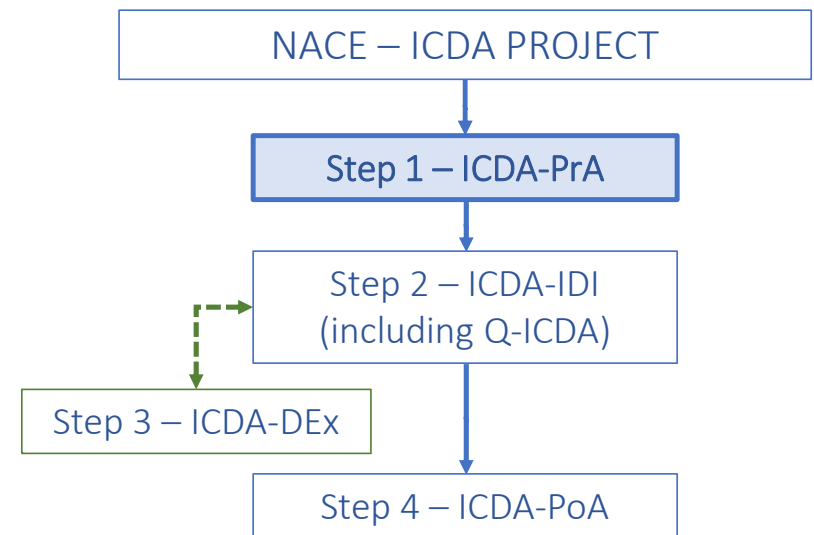 NACE – ICDA PROJECT
Step 1 – ICDA-PrA
Step 2 – ICDA-IDI
(including Q-ICDA)
Step 3 – ICDA-DEx
Step 4 – ICDA-PoA